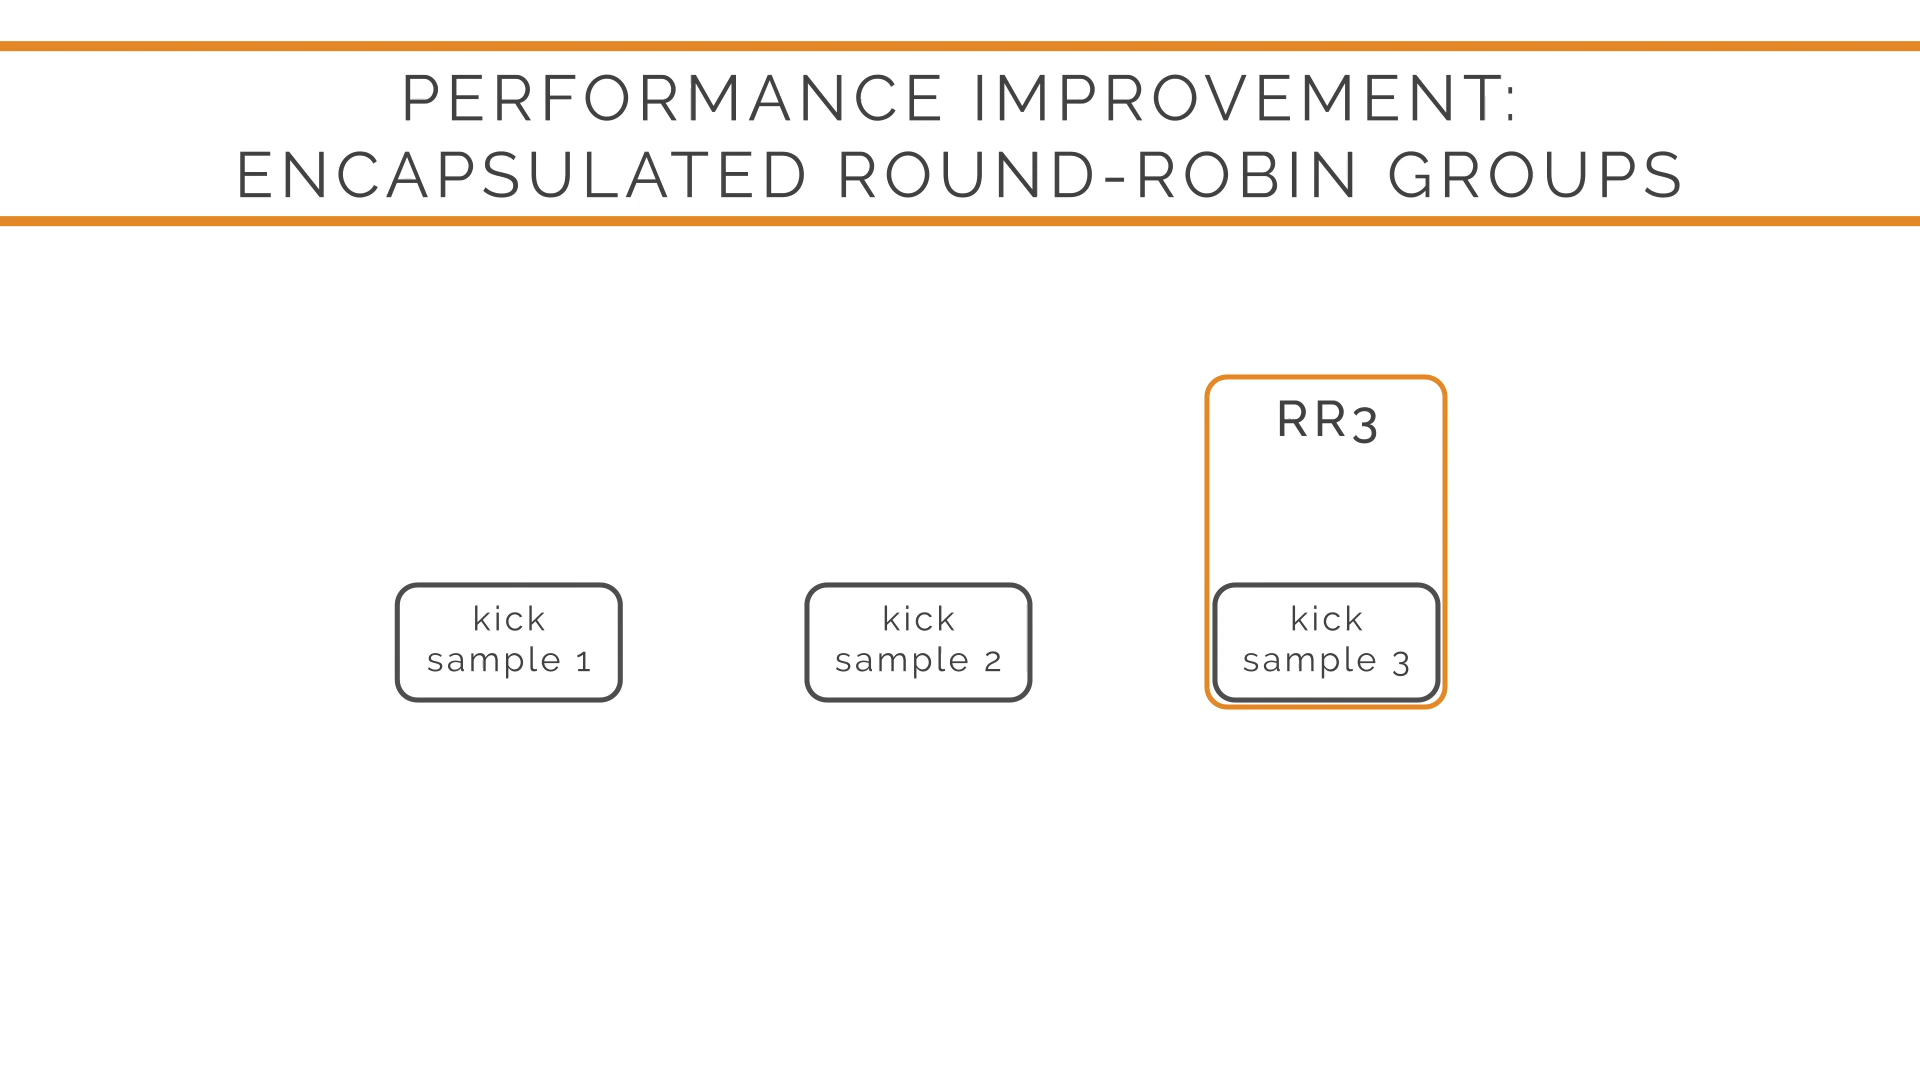 PERFORMANCE IMPROVEMENT:
ENCAPSULATED ROUND-ROBIN GROUPS
RR3
kick
sample 1
kick
sample 2
kick
sample 3